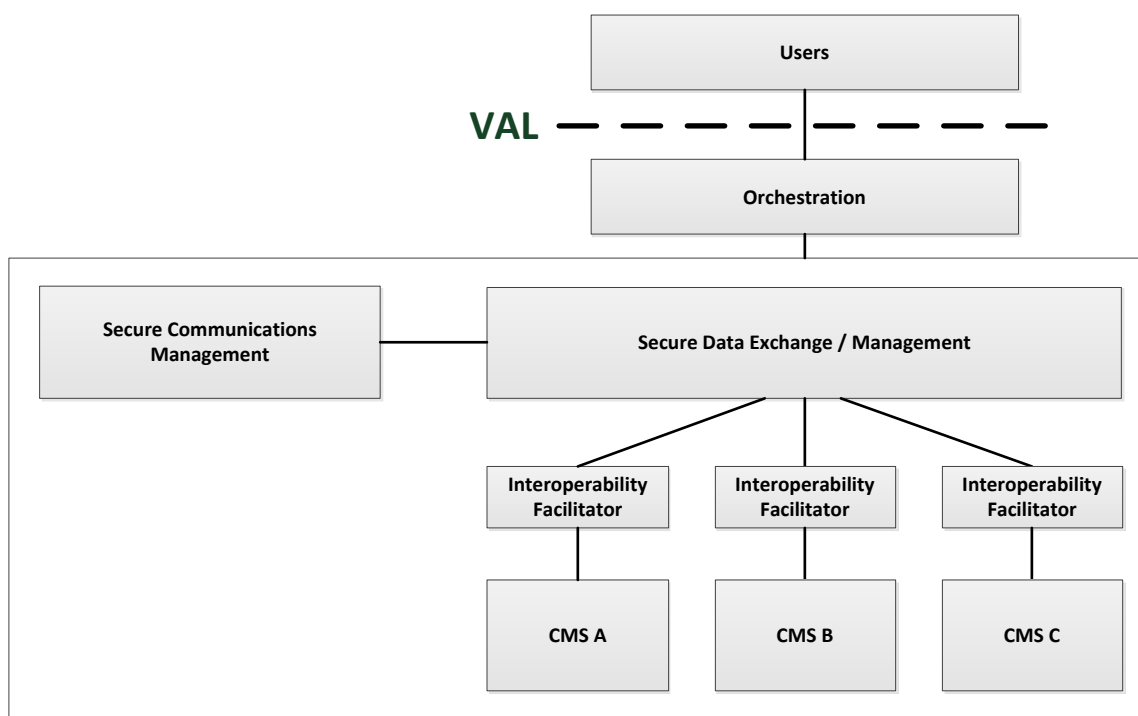 Users
VAL
Orchestration
Secure Communications
Management
Secure Data Exchange / Management
Interoperability
Facilitator
Interoperability
Facilitator
Interoperability
Facilitator
CMS A
CMS B
CMS C